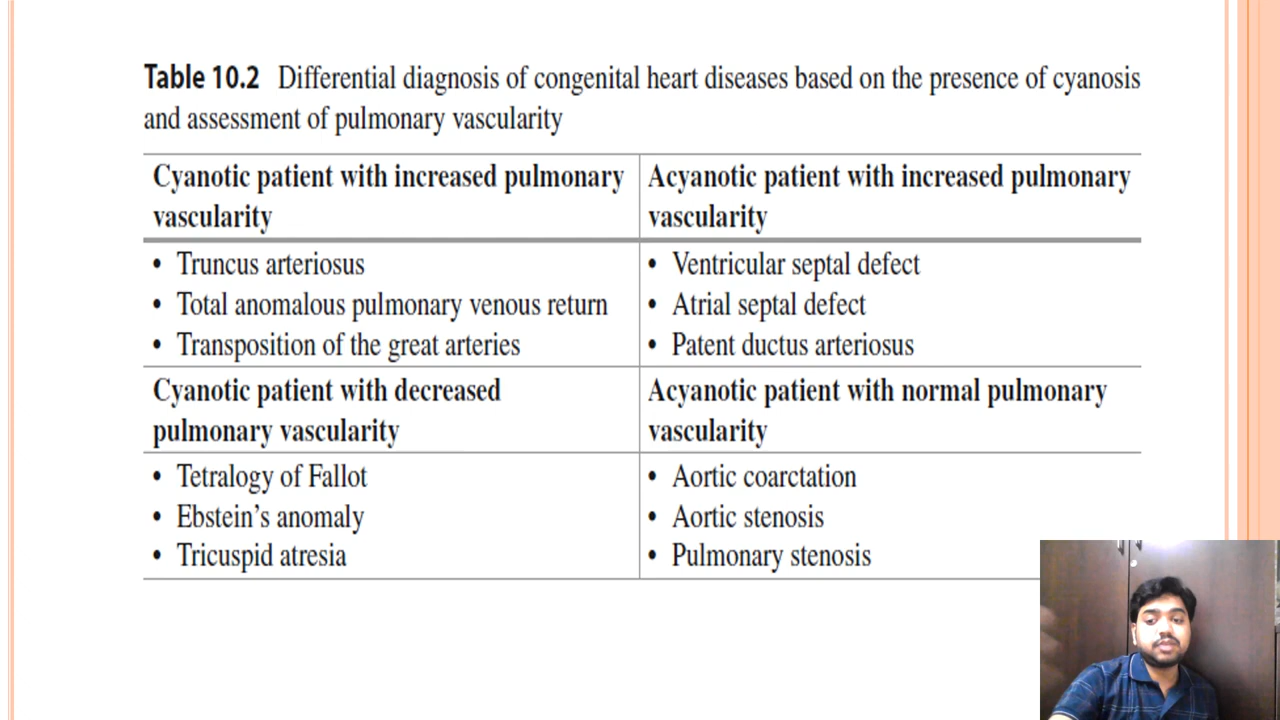 Table 10.2 Differential diagnosis of congenital heart diseases based on the presence of cyanosis
and assessment of pulmonary vascularity
Cyanotic patient with increased pulmonary
vascularity
• Truncus arteriosus
• Total anomalous pulmonary venous return
• Transposition of the great arteries
Acyanotic patient with increased pulmonary
vascularity
• Ventricular septal defect
• Atrial septal defect
• Patent ductus arteriosus
Cyanotic patient with decreased
pulmonary vascularity
• Tetralogy of Fallot
• Ebstein’s anomaly
• Tricuspid atresia
Acyanotic patient with normal pulmonary
vascularity
• Aortic coarctation
• Aortic stenosis
• Pulmonary stenosis